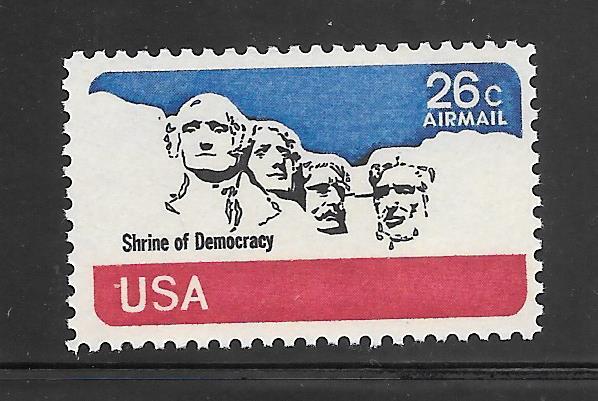 26c
AIRMAIL
Shrine of Democracy
USA